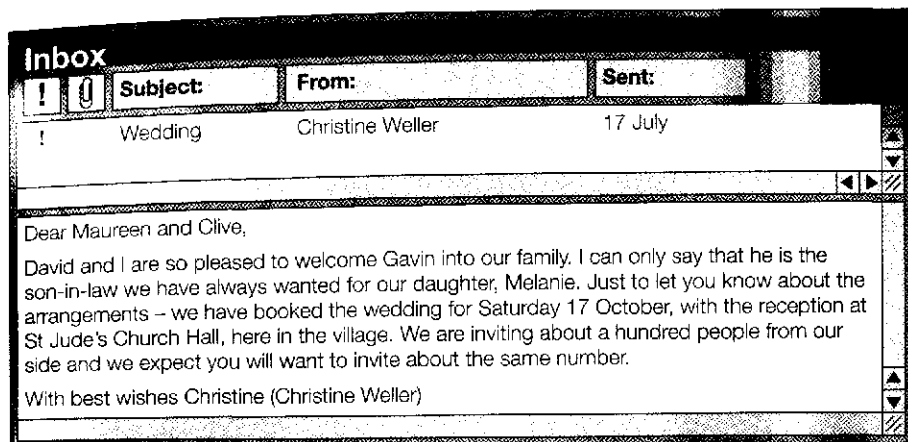 Inbox
! Subject: From: Sent:
! Wedding Christine Weller 17 July
Dear Maureen and Clive,
David and I are so pleased to welcome Gavin into our family. I can only say that he is the
son-in-law we have always wanted for our daughter, Melanie. Just to let you know about the
arrangements – we have booked the wedding for Saturday 17 October, with the reception at
St Jude's Church Hall, here in the village. We are inviting about a hundred people from our
side and we expect you will want to invite about the same number.
With best wishes Christine (Christine Weller)